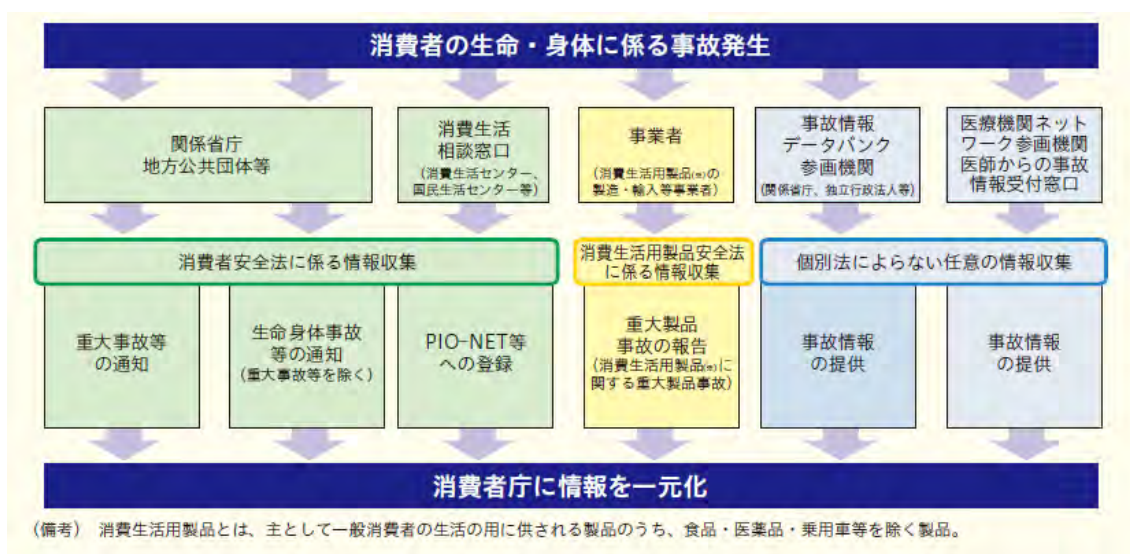 消費者の生命・身体に係る事故発生
関係省庁
地方公共団体等
消費生活
相談窓口
(消費生活センター、
国民生活センター等)
事業者
(消費生活用製品(※)の
製造・輸入等事業者)
事故情報
データバンク
参画機関
(関係省庁、独立行政法人等)
医療機関ネット
ワーク参画機関
医師からの事故
情報受付窓口
消費者安全法に係る情報収集
消費生活用製品安全法
に係る情報収集
個別法によらない任意の情報収集
重大事故等
の通知
生命身体事故
等の通知
(重大事故等を除く)
PIO-NET等
への登録
重大製品
事故の報告
(消費生活用製品(※)に
関する重大製品事故)
事故情報
の提供
事故情報
の提供
消費者庁に情報を一元化
(備考) 消費生活用製品とは、主として一般消費者の生活の用に供される製品のうち、食品・医薬品・乗用車等を除く製品。